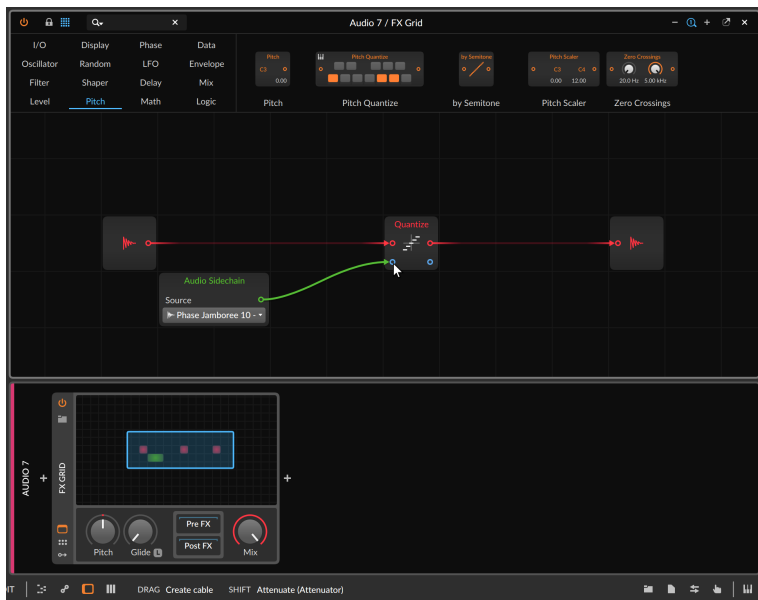 Audio 7 / FX Grid
I/O Display Phase Data
Oscillator Random LFO Envelope
Filter Shaper Delay Mix
Level Pitch Math Logic
Pitch
C3
0.00
Pitch
Pitch Quantize
Pitch Quantize
by Semitone
by Semitone
Pitch Scaler
C3 C4
0.00 12.00
Pitch Scaler
Zero Crossings
20.0 Hz 5.00 kHz
Zero Crossings
Quantize
Audio Sidechain
Source
Phase Jamboree 10 -
AUDIO 7
FX GRID
Pitch
Glide L
Pre FX
Post FX
Mix
DRAG Create cable SHIFT Attenuate (Attenuator)